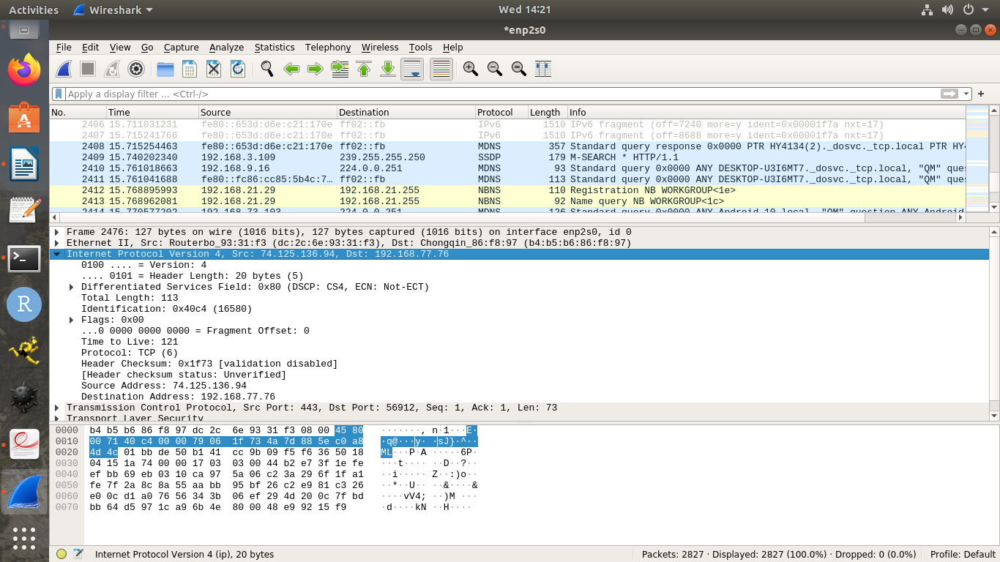 Activities Wireshark Wed 14:21
*enp2s0
File Edit View Go Capture Analyze Statistics Telephony Wireless Tools Help
Apply a display filter … <Ctrl-/> +
No. Time Source Destination Protocol Length Info
2406 15.711031231 fe80::653d:d6e:c21:170e ff02::fb IPv6 1510 IPv6 fragment (off=7240 more=y ident=0x00001f7a nxt=17)
2407 15.715241766 fe80::653d:d6e:c21:170e ff02::fb IPv6 1510 IPv6 fragment (off=8688 more=y ident=0x00001f7a nxt=17)
2408 15.715254463 fe80::653d:d6e:c21:170e ff02::fb MDNS 357 Standard query response 0x0000 PTR HY4134(2)._dosvc._tcp.local PTR HY4
2409 15.740202340 192.168.3.109 239.255.255.250 SSDP 179 M-SEARCH * HTTP/1.1
2410 15.761018663 192.168.9.16 224.0.0.251 MDNS 93 Standard query 0x0000 ANY DESKTOP-U3I6MT7._dosvc._tcp.local, "QM" ques
2411 15.761041688 fe80::fc86:cc85:5b4c:7… ff02::fb MDNS 113 Standard query 0x0000 ANY DESKTOP-U3I6MT7._dosvc._tcp.local, "QM" ques
2412 15.768895993 192.168.21.29 192.168.21.255 NBNS 110 Registration NB WORKGROUP<1e>
2413 15.768962081 192.168.21.29 192.168.21.255 NBNS 92 Name query NB WORKGROUP<1c>
2414 15.770577202 192.168.73.103 224.0.0.251 MDNS 126 Standard query 0x0000 ANY Android-10.local, "QM" question ANY Android
Frame 2476: 127 bytes on wire (1016 bits), 127 bytes captured (1016 bits) on interface enp2s0, id 0
Ethernet II, Src: Routerbo_93:31:f3 (dc:2c:6e:93:31:f3), Dst: Chongqin_86:f8:97 (b4:b5:b6:86:f8:97)
Internet Protocol Version 4, Src: 74.125.136.94, Dst: 192.168.77.76
0100 .... = Version: 4
.... 0101 = Header Length: 20 bytes (5)
Differentiated Services Field: 0x80 (DSCP: CS4, ECN: Not-ECT)
Total Length: 113
Identification: 0x40c4 (16580)
Flags: 0x00
...0 0000 0000 0000 = Fragment Offset: 0
Time to Live: 121
Protocol: TCP (6)
Header Checksum: 0x1f73 [validation disabled]
[Header checksum status: Unverified]
Source Address: 74.125.136.94
Destination Address: 192.168.77.76
Transmission Control Protocol, Src Port: 443, Dst Port: 56912, Seq: 1, Ack: 1, Len: 73
Transport Layer Security
0000 b4 b5 b6 86 f8 97 dc 2c 6e 93 31 f3 08 00 45 80 ·······, n·1···E·
0010 00 71 40 c4 00 00 79 06 1f 73 4a 7d 88 5e c0 a8 ·q@···y· ·sJ}·^··
0020 4d 4c 01 bb de 50 b1 41 cc 9b 09 f5 f6 36 50 18 ML···P·A ·····6P·
0030 04 15 1a 74 00 00 17 03 03 00 44 b2 e7 3f 1e fe ···t···· ··D··?··
0040 ef bb 69 eb 03 10 ca 97 5a 06 c2 3a 29 6f 1f a1 ··i····· Z··:)o··
0050 fe 7f 2a 8c 8a 55 aa bb 95 bf 26 c2 e9 81 c3 26 ··*··U·· ··&····&
0060 e0 0c d1 a0 76 56 34 3b 06 ef 29 4d 20 0c 7f bd ····vV4; ··)M ···
0070 bb 64 d5 97 1c a9 6b 4e 80 00 48 e9 92 15 f9 ·d····kN ··H····
Internet Protocol Version 4 (ip), 20 bytes Packets: 2827 · Displayed: 2827 (100.0%) · Dropped: 0 (0.0%) Profile: Default